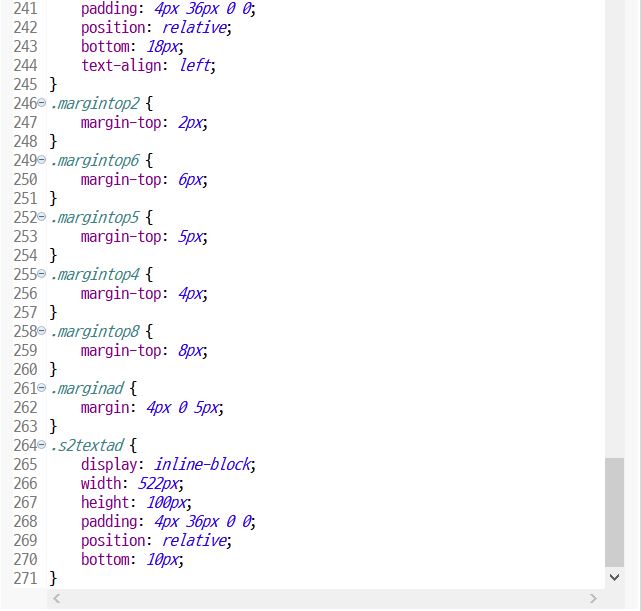 241     padding: 4px 36px 0 0;
242     position: relative;
243     bottom: 18px;
244     text-align: left;
245 }
246 .margintop2 {
247     margin-top: 2px;
248 }
249 .margintop6 {
250     margin-top: 6px;
251 }
252 .margintop5 {
253     margin-top: 5px;
254 }
255 .margintop4 {
256     margin-top: 4px;
257 }
258 .margintop8 {
259     margin-top: 8px;
260 }
261 .marginad {
262     margin: 4px 0 5px;
263 }
264 .s2textad {
265     display: inline-block;
266     width: 522px;
267     height: 100px;
268     padding: 4px 36px 0 0;
269     position: relative;
270     bottom: 10px;
271 }